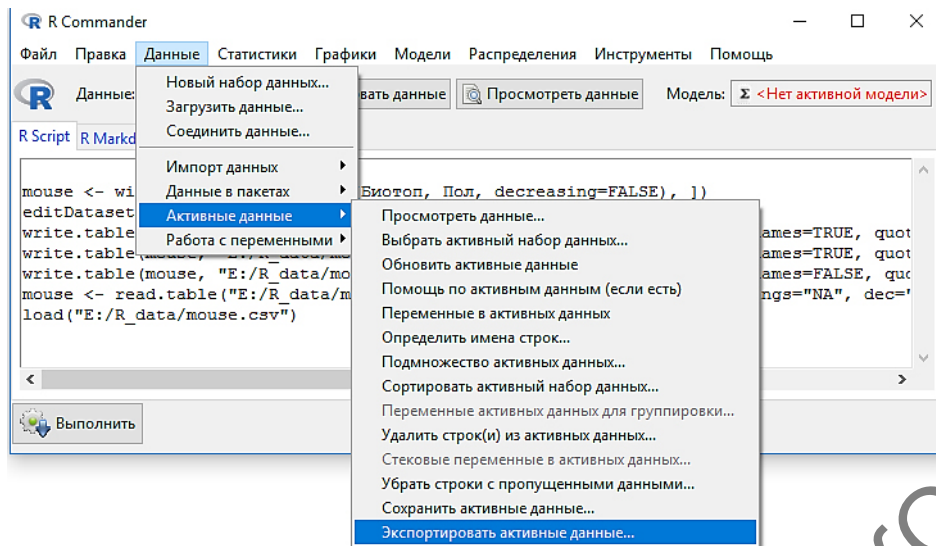 R Commander
Файл Правка Данные Статистики Графики Модели Распределения Инструменты Помощь
Данные: вать данные Просмотреть данные Модель: Σ <Нет активной модели>
Новый набор данных...
Загрузить данные...
Соединить данные...
Импорт данных
Данные в пакетах
Активные данные
Работа с переменными
R Script R Markd
mouse <- wi Биотоп, Пол, decreasing=FALSE), ])
editDataset
write.table ames=TRUE, quot
write.table ames=TRUE, quot
write.table(mouse, "E:/R_data/mo ames=FALSE, quo
mouse <- read.table("E:/R_data/m ngs="NA", dec="
load("E:/R_data/mouse.csv")
Просмотреть данные...
Выбрать активный набор данных...
Обновить активные данные
Помощь по активным данным (если есть)
Переменные в активных данных
Определить имена строк...
Подмножество активных данных...
Сортировать активный набор данных...
Переменные активных данных для группировки...
Удалить строк(и) из активных данных...
Стековые переменные в активных данных...
Убрать строки с пропущенными данными...
Сохранить активные данные...
Экспортировать активные данные...
Выполнить